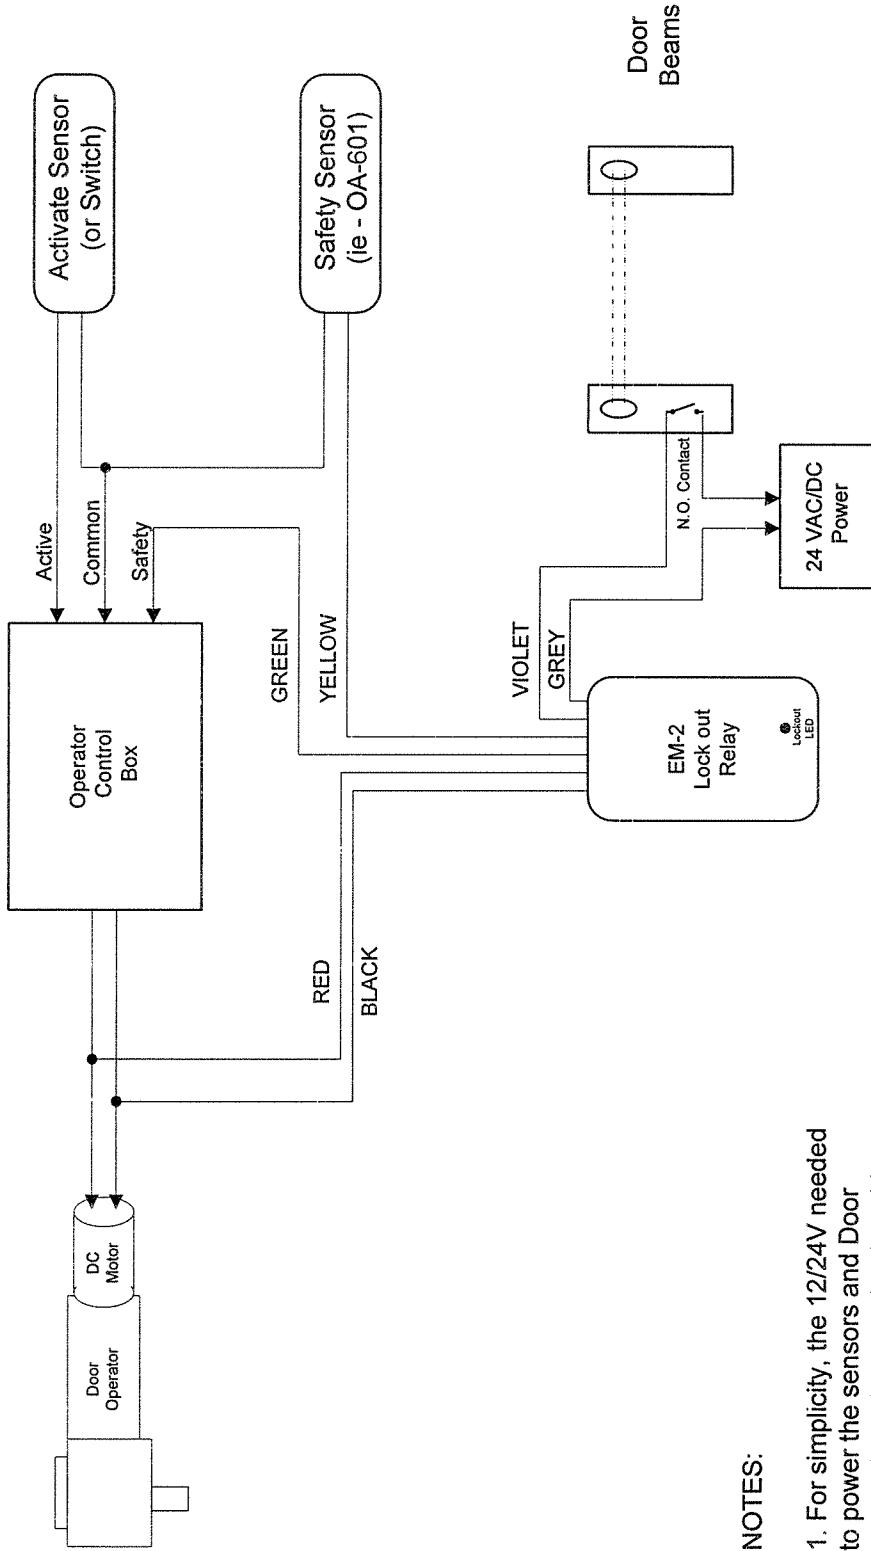 Door
Operator
DC
Motor
Operator
Control
Box
Active
Common
Safety
Activate Sensor
(or Switch)
Safety Sensor
(ie - OA-601)
RED
BLACK
GREEN
YELLOW
VIOLET
GREY
EM-2
Lock out
Relay
Lockout
LED
N.O. Contact
24 VAC/DC
Power
Door
Beams
NOTES:
1. For simplicity, the 12/24V needed
to power the sensors and Door